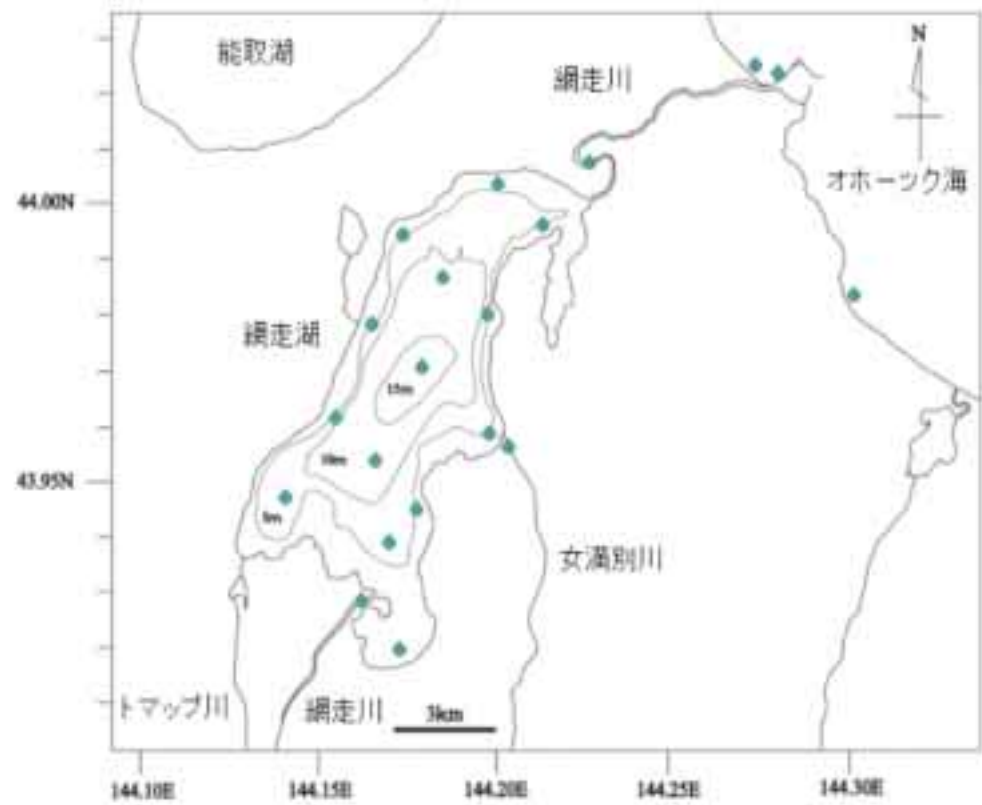 能取湖
網走川
N
オホーツク海
44.00N
網走湖
15m
10m
43.95N
5m
女満別川
トマップ川
網走川
3km
144.10E
144.15E
144.20E
144.25E
144.30E